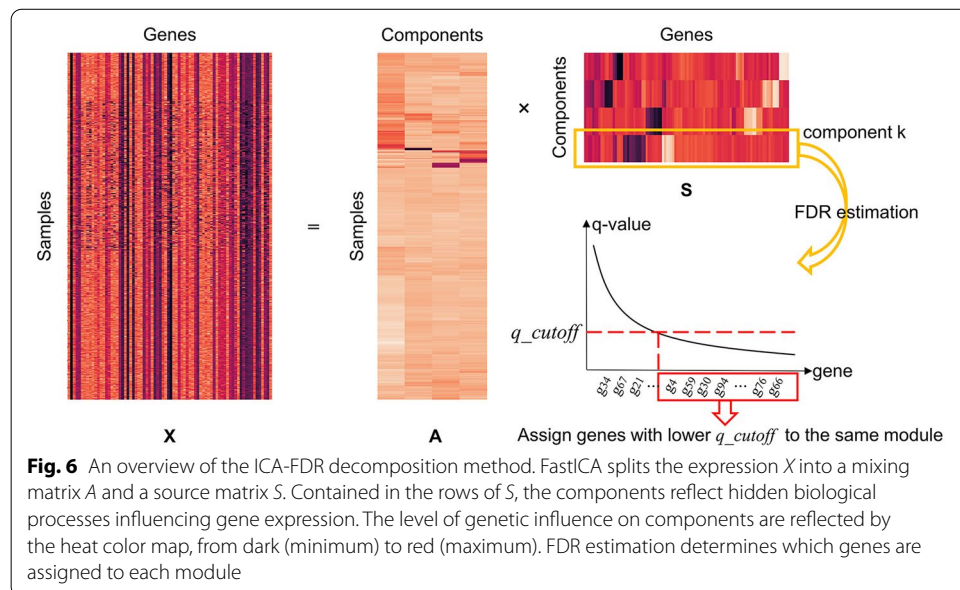 Genes
Components
Genes
Samples
=
Samples
×
Components
component k
S
FDR estimation
q-value
q_cutoff
gene
g34 g67 g21 ... g4 g59 g30 g94 ... g76 g66
X
A
Assign genes with lower q_cutoff to the same module
Fig. 6 An overview of the ICA-FDR decomposition method. FastICA splits the expression X into a mixing
matrix A and a source matrix S. Contained in the rows of S, the components reflect hidden biological
processes influencing gene expression. The level of genetic influence on components are reflected by
the heat color map, from dark (minimum) to red (maximum). FDR estimation determines which genes are
assigned to each module